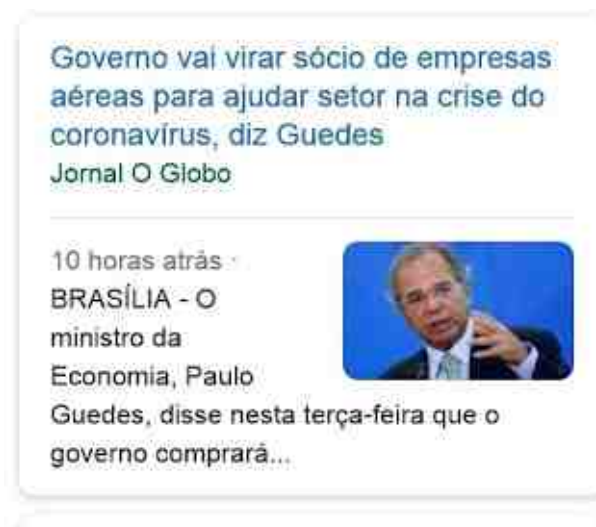 Governo vai virar sócio de empresas
aéreas para ajudar setor na crise do
coronavírus, diz Guedes
Jornal O Globo
10 horas atrás ·
BRASÍLIA - O
ministro da
Economia, Paulo
Guedes, disse nesta terça-feira que o
governo comprará...